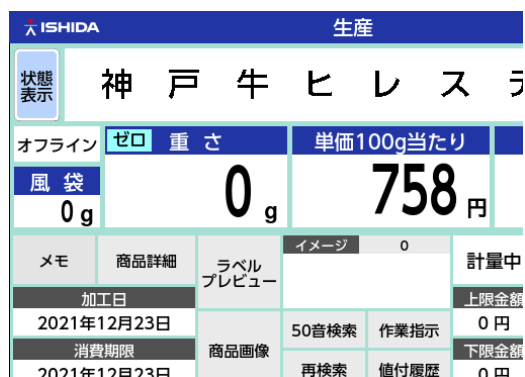 ISHIDA 生産
状態
表示
神戸牛ヒレス
オフライン ゼロ 重さ 単価100g当たり
風袋
0 g 0 g 758 円
メモ 商品詳細 ラベル
プレビュー イメージ 0 計量中
加工日 上限金額
2021年12月23日 50音検索 作業指示 0 円
消費期限 商品画像 下限金額
2021年12月23日 再検索 値付履歴 0 円